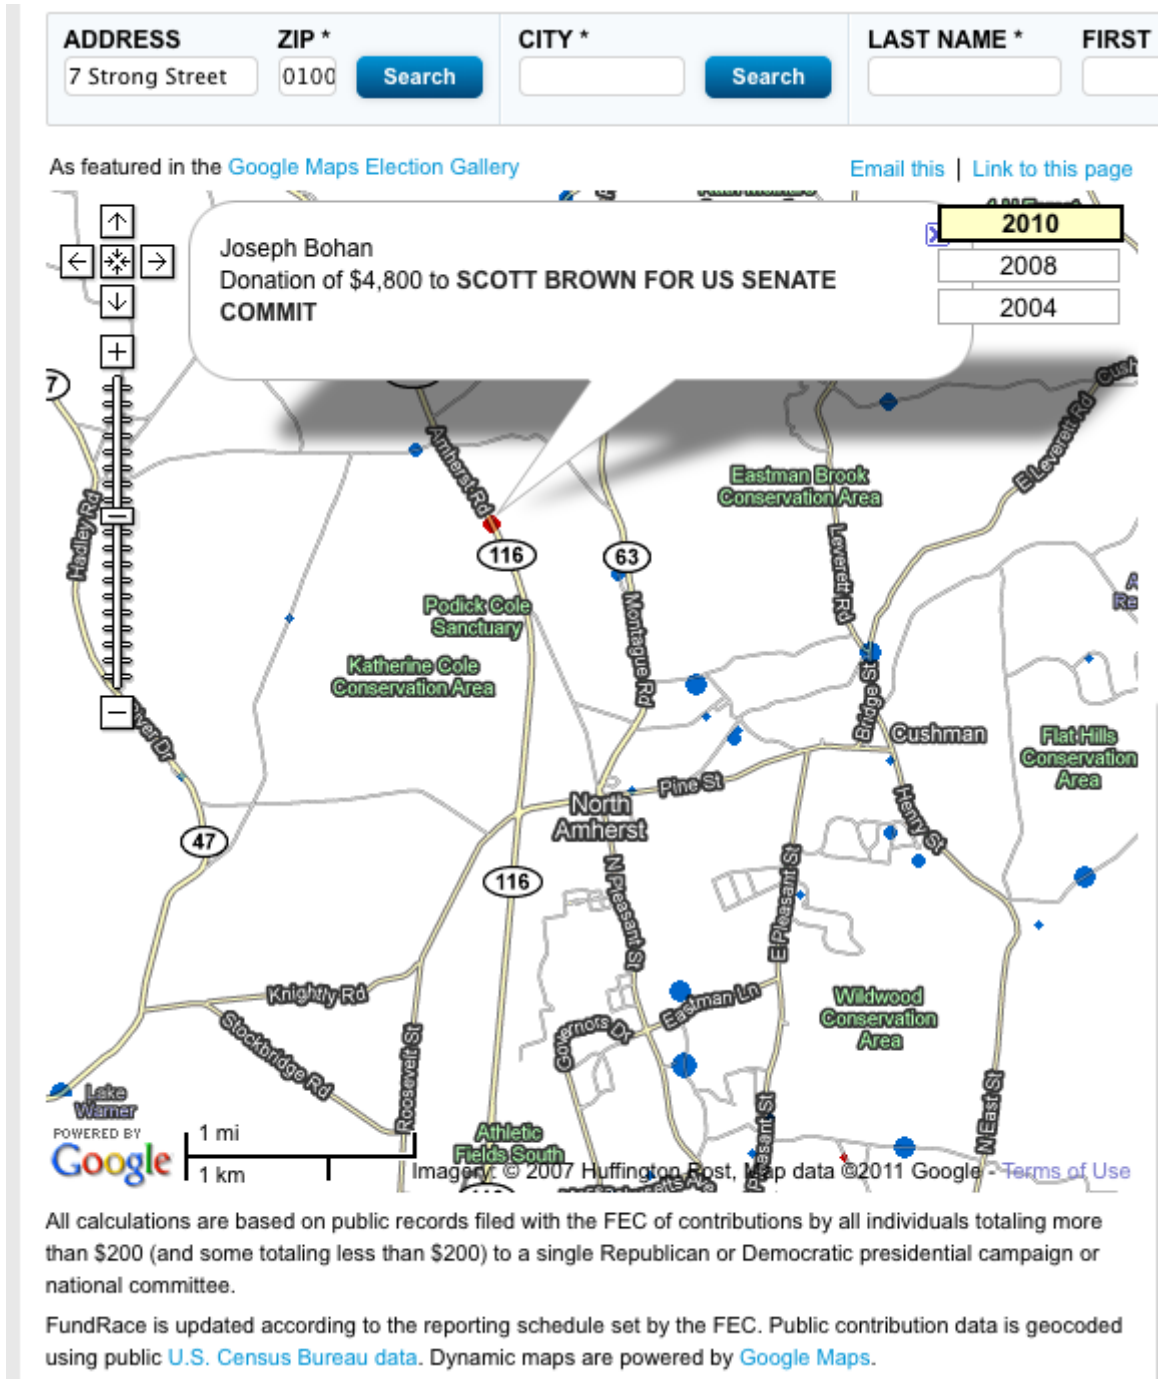 ADDRESS ZIP * CITY * LAST NAME * FIRST
7 Strong Street 0100 Search Search
As featured in the Google Maps Election Gallery Email this | Link to this page
2010
2008
2004
Joseph Bohan
Donation of $4,800 to SCOTT BROWN FOR US SENATE
COMMIT
7
Cush
Amherst Rd
E Leverett Rd
Eastman Brook
Conservation Area
Hadley Rd
116
63
Leverett Rd
Podick Cole
Sanctuary
Montague Rd
Katherine Cole
Conservation Area
Bridge St
Cushman
Flat Hills
Conservation
Area
Pine St
North
Amherst
Henry St
47
116
N Pleasant St
E Pleasant St
Knightly Rd
Eastman Ln
Wildwood
Conservation
Area
Stockbridge Rd
Roosevelt St
Governors Dr
N East St
Lake
Warner
Athletic
Fields South
POWERED BY
Google
1 mi
1 km
Imagery © 2007 Huffington Post, Map data ©2011 Google - Terms of Use
All calculations are based on public records filed with the FEC of contributions by all individuals totaling more
than $200 (and some totaling less than $200) to a single Republican or Democratic presidential campaign or
national committee.
FundRace is updated according to the reporting schedule set by the FEC. Public contribution data is geocoded
using public U.S. Census Bureau data. Dynamic maps are powered by Google Maps.